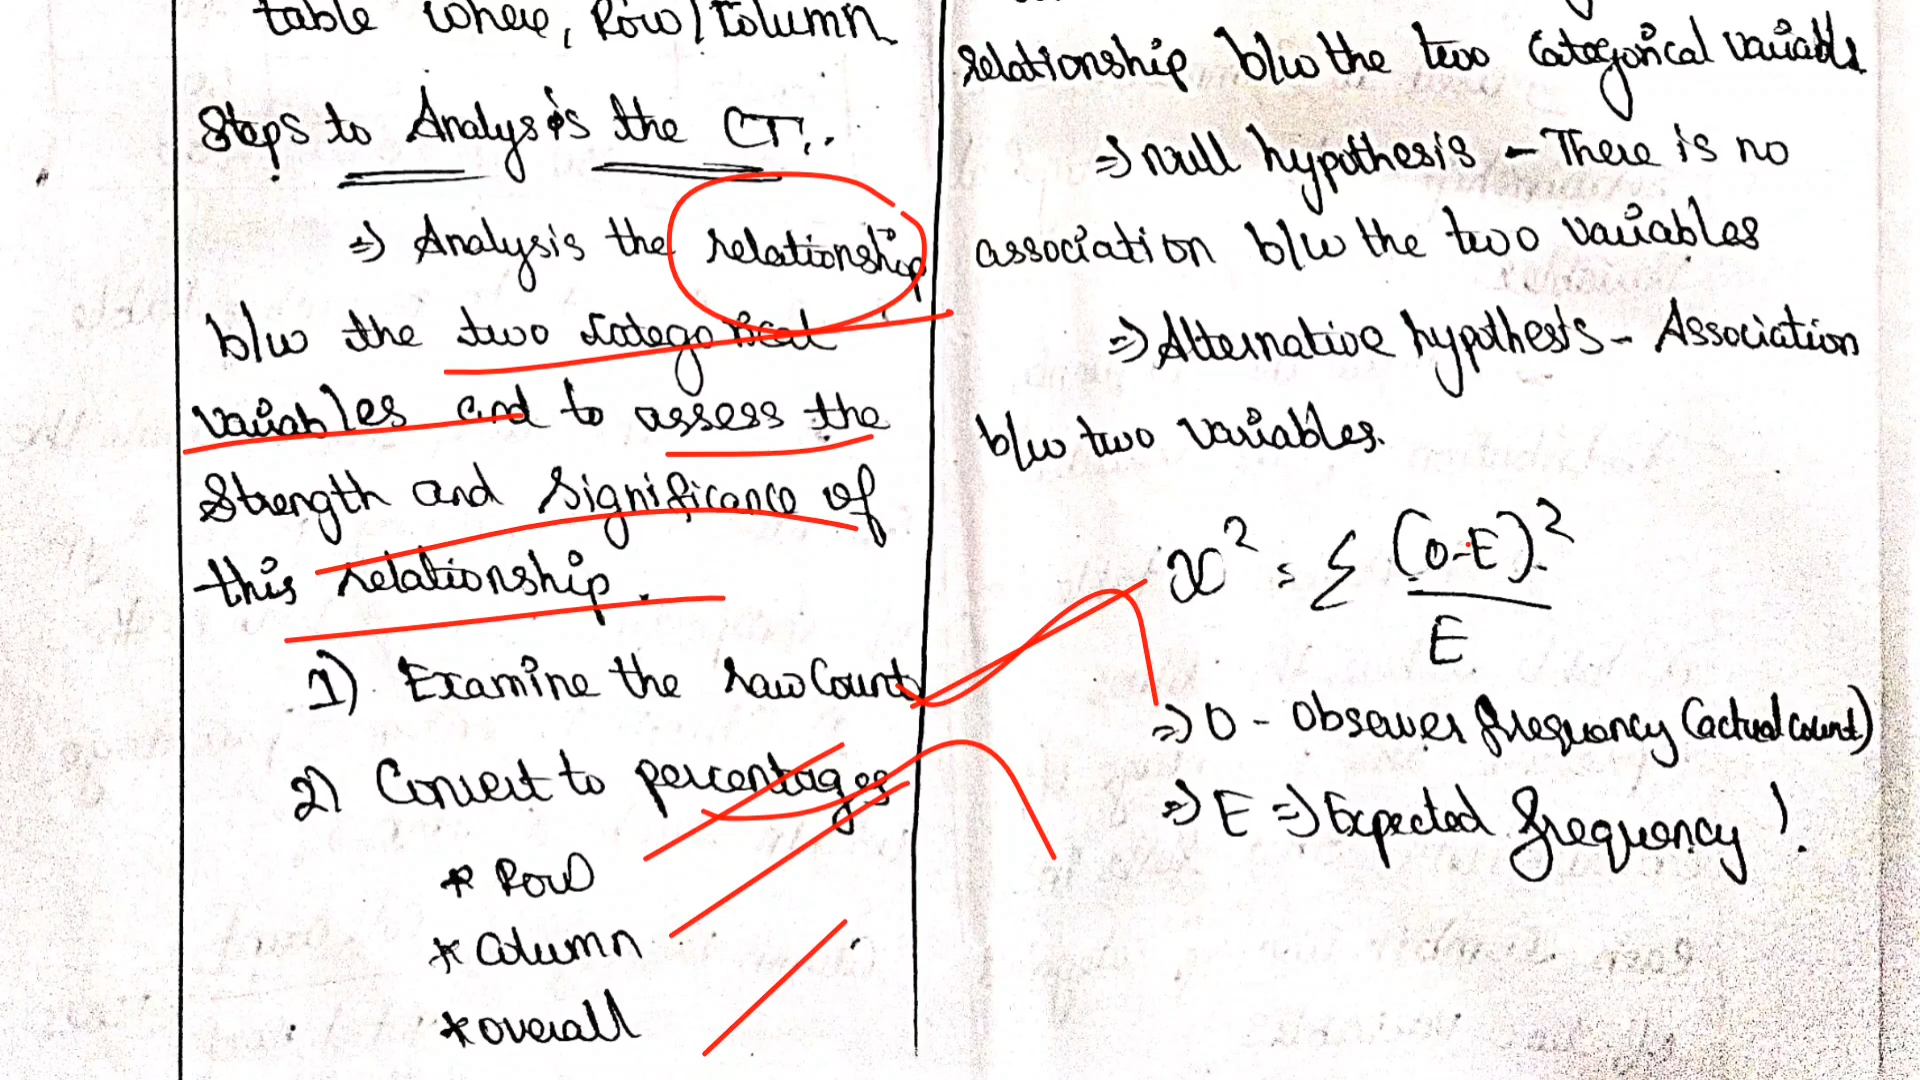 table where, Row/Column
Steps to Analysis the CT:-
⇒ Analysis the relationship
b/w the two categorical
variables and to assess the
Strength and Significance of
this relationship.
1) Examine the raw Count
2) Convert to percentages
* Row
* Column
* overall
relationship b/w the two Categorical Variable
⇒ Null hypothesis - There is no
association b/w the two Variables
⇒ Alternative hypothesis - Association
b/w two Variables.
x² = Σ (O-E)²
E
⇒ O - Observer frequency (actual count)
⇒ E ⇒ Expected frequency !